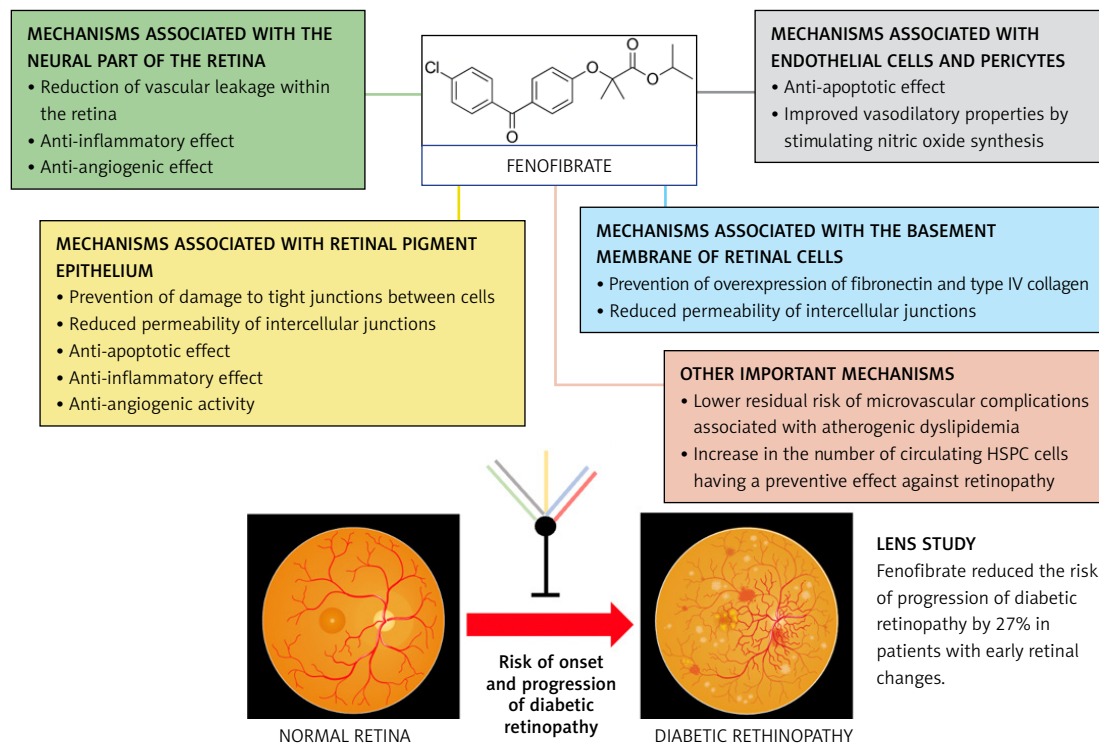 MECHANISMS ASSOCIATED WITH THE
NEURAL PART OF THE RETINA
• Reduction of vascular leakage within
the retina
• Anti-inflammatory effect
• Anti-angiogenic effect
Cl
O
O
O
O
FENOFIBRATE
MECHANISMS ASSOCIATED WITH
ENDOTHELIAL CELLS AND PERICYTES
• Anti-apoptotic effect
• Improved vasodilatory properties by
stimulating nitric oxide synthesis
MECHANISMS ASSOCIATED WITH RETINAL PIGMENT
EPITHELIUM
• Prevention of damage to tight junctions between cells
• Reduced permeability of intercellular junctions
• Anti-apoptotic effect
• Anti-inflammatory effect
• Anti-angiogenic activity
MECHANISMS ASSOCIATED WITH THE BASEMENT
MEMBRANE OF RETINAL CELLS
• Prevention of overexpression of fibronectin and type IV collagen
• Reduced permeability of intercellular junctions
OTHER IMPORTANT MECHANISMS
• Lower residual risk of microvascular complications
associated with atherogenic dyslipidemia
• Increase in the number of circulating HSPC cells
having a preventive effect against retinopathy
NORMAL RETINA
Risk of onset
and progression
of diabetic
retinopathy
DIABETIC RETHINOPATHY
LENS STUDY
Fenofibrate reduced the risk
of progression of diabetic
retinopathy by 27% in
patients with early retinal
changes.